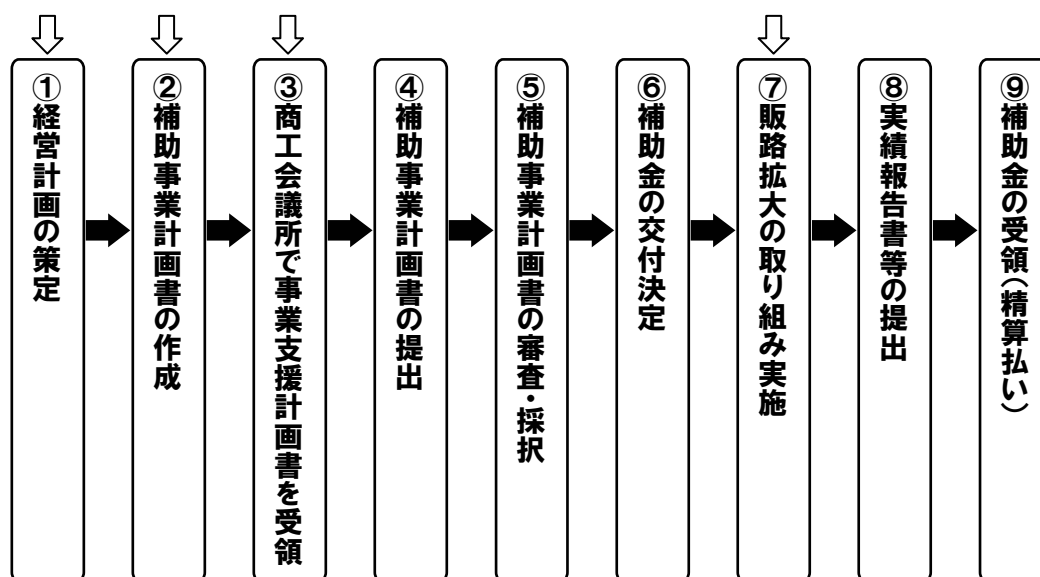 ①経営計画の策定
②補助事業計画書の作成
③商工会議所で事業支援計画書を受領
④補助事業計画書の提出
⑤補助事業計画書の審査・採択
⑥補助金の交付決定
⑦販路拡大の取り組み実施
⑧実績報告書等の提出
⑨補助金の受領(精算払い)